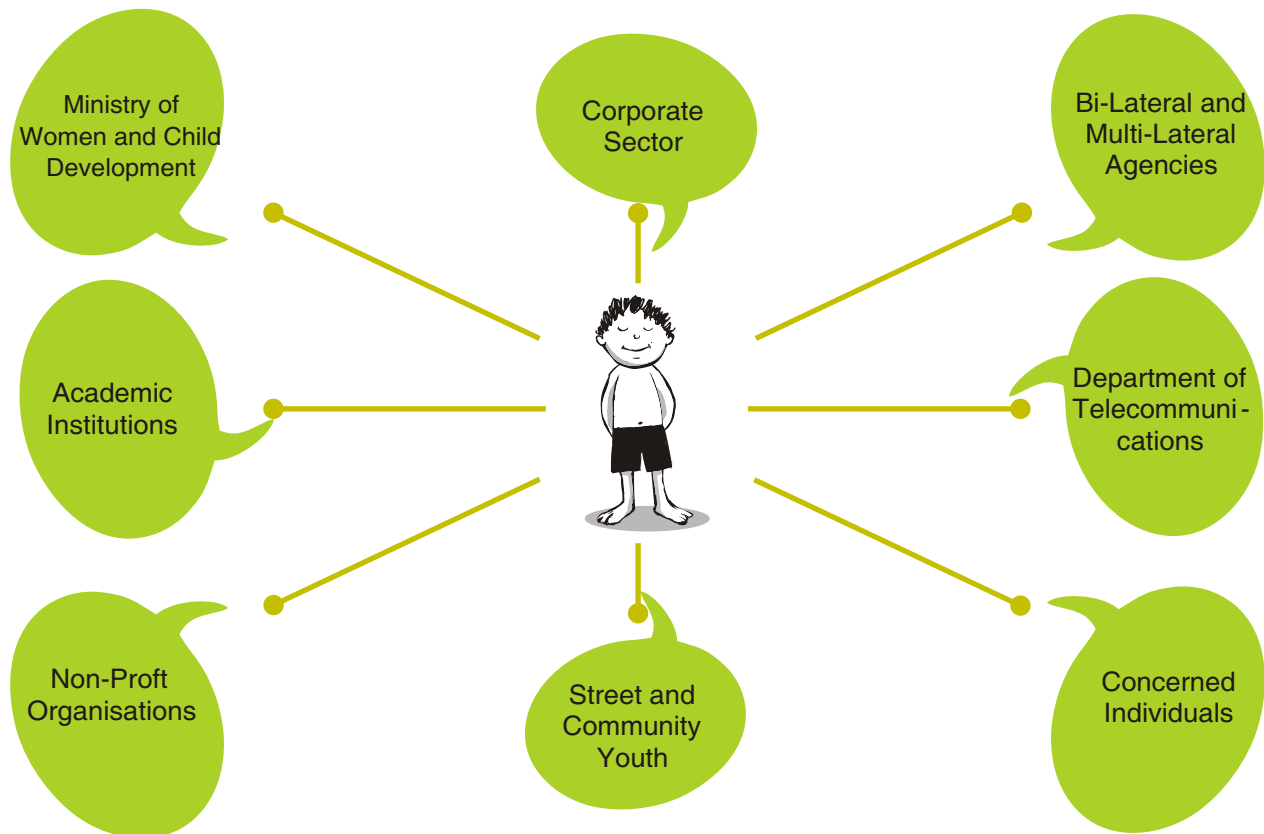 Ministry of
Women and Child
Development
Corporate
Sector
Bi-Lateral and
Multi-Lateral
Agencies
Academic
Institutions
Department of
Telecommuni-
cations
Non-Proft
Organisations
Street and
Community
Youth
Concerned
Individuals